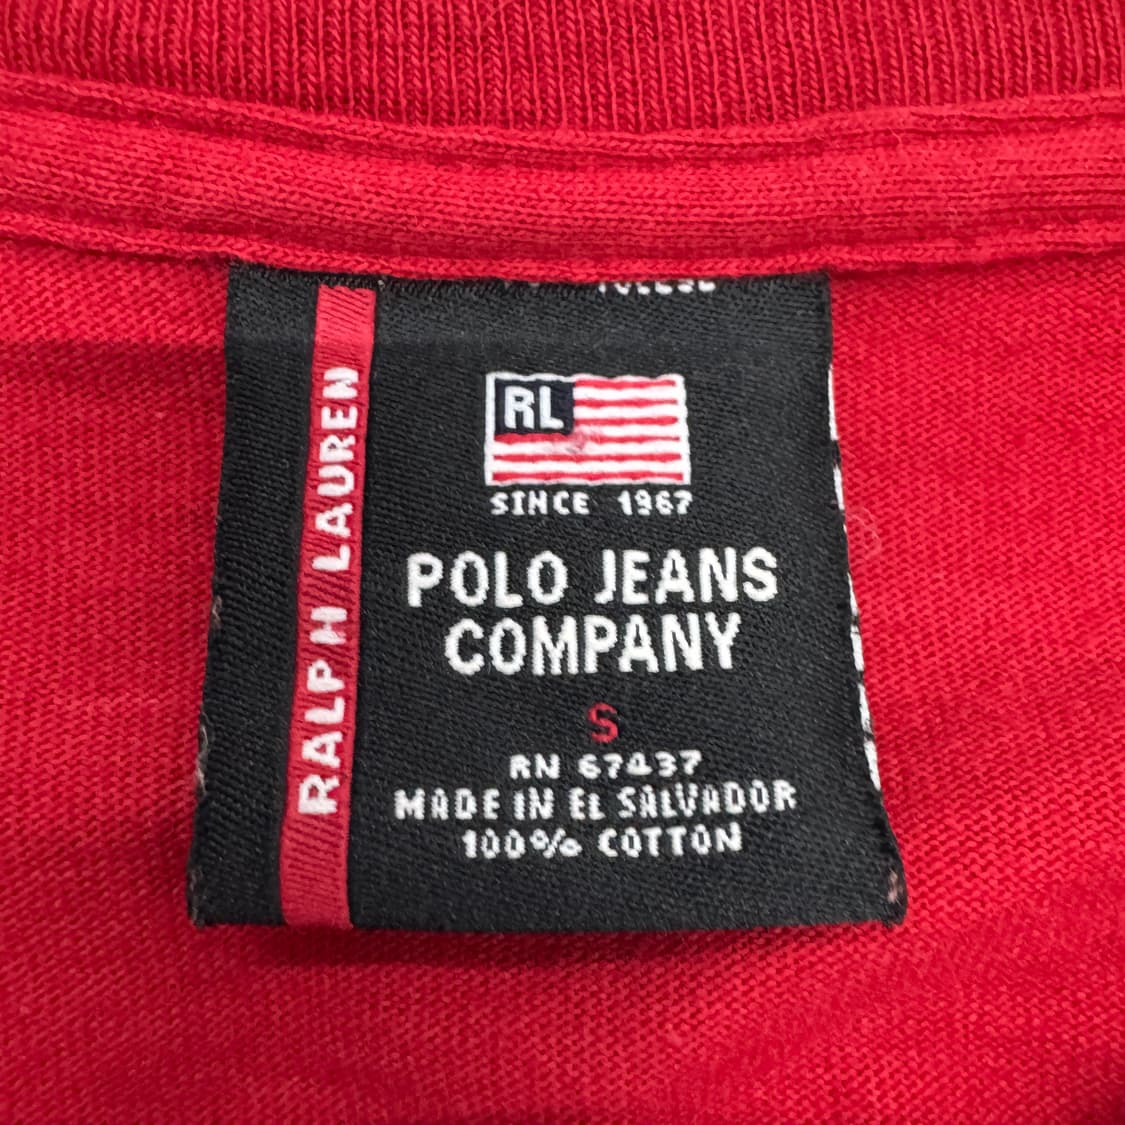 RALPH LAUREN
RL
SINCE 1967
POLO JEANS
COMPANY
S
RN 67437
MADE IN EL SALVADOR
100% COTTON